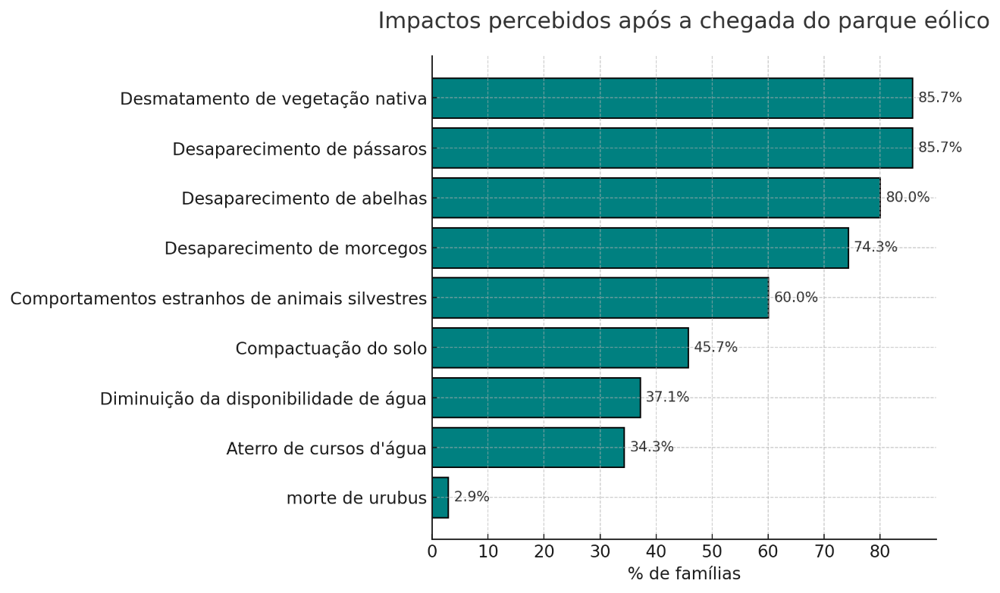 Impactos percebidos após a chegada do parque eólico
Desmatamento de vegetação nativa 85.7%
Desaparecimento de pássaros 85.7%
Desaparecimento de abelhas 80.0%
Desaparecimento de morcegos 74.3%
Comportamentos estranhos de animais silvestres 60.0%
Compactuação do solo 45.7%
Diminuição da disponibilidade de água 37.1%
Aterro de cursos d'água 34.3%
morte de urubus 2.9%
0 10 20 30 40 50 60 70 80
% de famílias